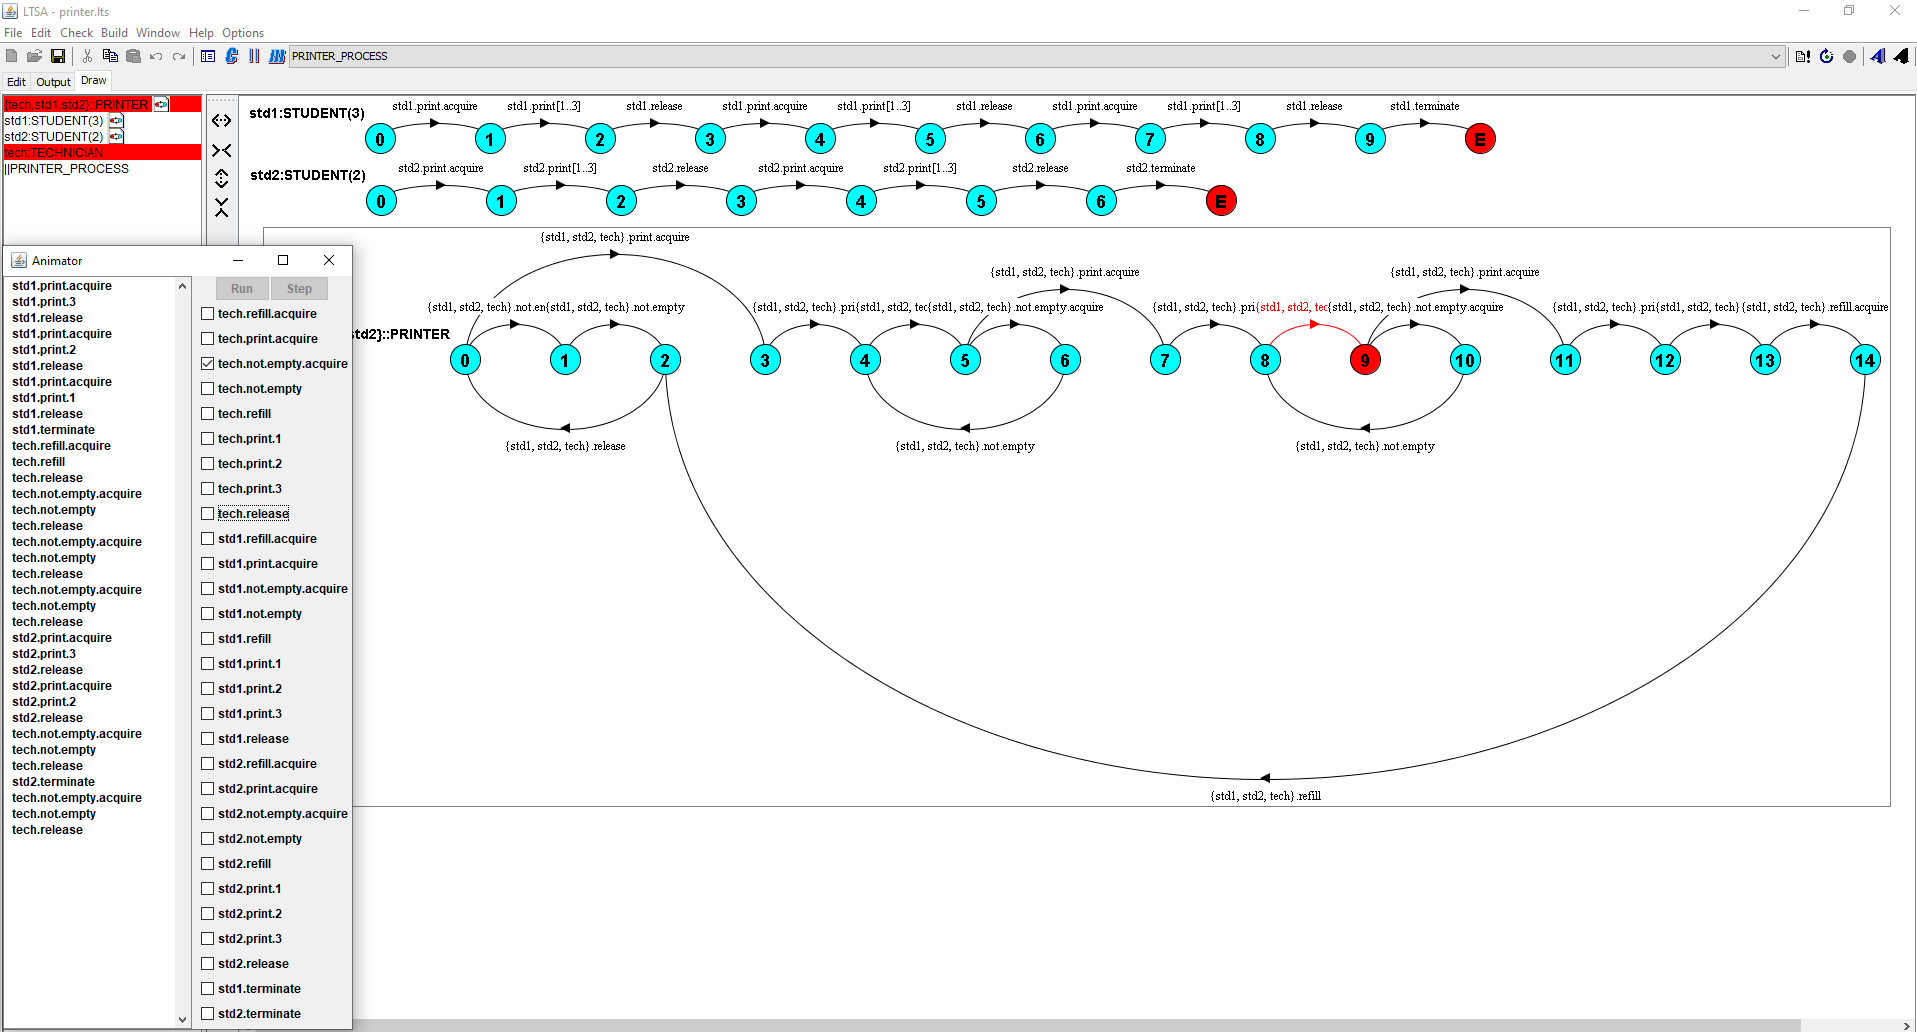 LTSA - printer.lts
File Edit Check Build Window Help Options
PRINTER_PROCESS
Edit Output Draw
{tech,std1,std2}::PRINTER
std1:STUDENT(3)
std2:STUDENT(2)
tech:TECHNICIAN
||PRINTER_PROCESS
std1:STUDENT(3)
std1.print.acquire std1.print[1..3] std1.release std1.print.acquire std1.print[1..3] std1.release std1.print.acquire std1.print[1..3] std1.release std1.terminate
0 1 2 3 4 5 6 7 8 9 E
std2:STUDENT(2)
std2.print.acquire std2.print[1..3] std2.release std2.print.acquire std2.print[1..3] std2.release std2.terminate
0 1 2 3 4 5 6 E
{std1, std2, tech}.print.acquire
{std1, std2, tech}.print.acquire {std1, std2, tech}.print.acquire
{std1, std2, tech}.not.en {std1, std2, tech}.not.empty {std1, std2, tech}.pri {std1, std2, tec {std1, std2, tech}.not.empty.acquire {std1, std2, tech}.pri {std1, std2, tec {std1, std2, tech}.not.empty.acquire {std1, std2, tech}.pri {std1, std2, tech}.not.empty {std1, std2, tech}.refill.acquire
std2}::PRINTER
0 1 2 3 4 5 6 7 8 9 10 11 12 13 14
{std1, std2, tech}.release {std1, std2, tech}.not.empty {std1, std2, tech}.not.empty
{std1, std2, tech}.refill
Animator
std1.print.acquire
std1.print.3
std1.release
std1.print.acquire
std1.print.2
std1.release
std1.print.acquire
std1.print.1
std1.release
std1.terminate
tech.refill.acquire
tech.refill
tech.release
tech.not.empty.acquire
tech.not.empty
tech.release
tech.not.empty.acquire
tech.not.empty
tech.release
tech.not.empty.acquire
tech.not.empty
tech.release
std2.print.acquire
std2.print.3
std2.release
std2.print.acquire
std2.print.2
std2.release
tech.not.empty.acquire
tech.not.empty
tech.release
std2.terminate
tech.not.empty.acquire
tech.not.empty
tech.release
Run Step
tech.refill.acquire
tech.print.acquire
tech.not.empty.acquire
tech.not.empty
tech.refill
tech.print.1
tech.print.2
tech.print.3
tech.release
std1.refill.acquire
std1.print.acquire
std1.not.empty.acquire
std1.not.empty
std1.refill
std1.print.1
std1.print.2
std1.print.3
std1.release
std2.refill.acquire
std2.print.acquire
std2.not.empty.acquire
std2.not.empty
std2.refill
std2.print.1
std2.print.2
std2.print.3
std2.release
std1.terminate
std2.terminate